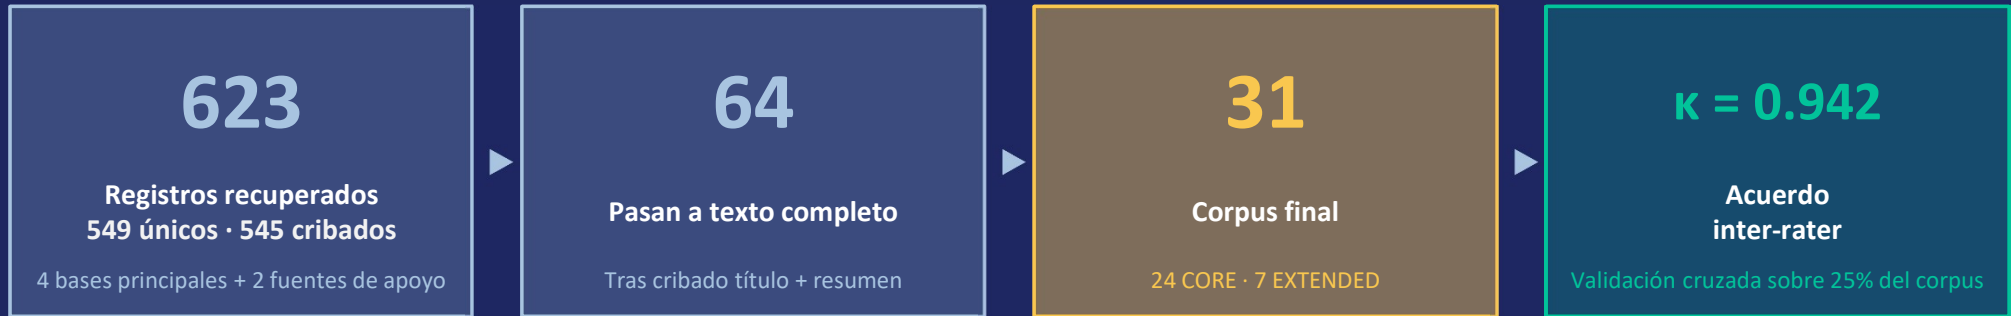 623
Registros recuperados
549 únicos · 545 cribados
4 bases principales + 2 fuentes de apoyo
64
Pasan a texto completo
Tras cribado título + resumen
31
Corpus final
24 CORE · 7 EXTENDED
κ = 0.942
Acuerdo
inter-rater
Validación cruzada sobre 25% del corpus